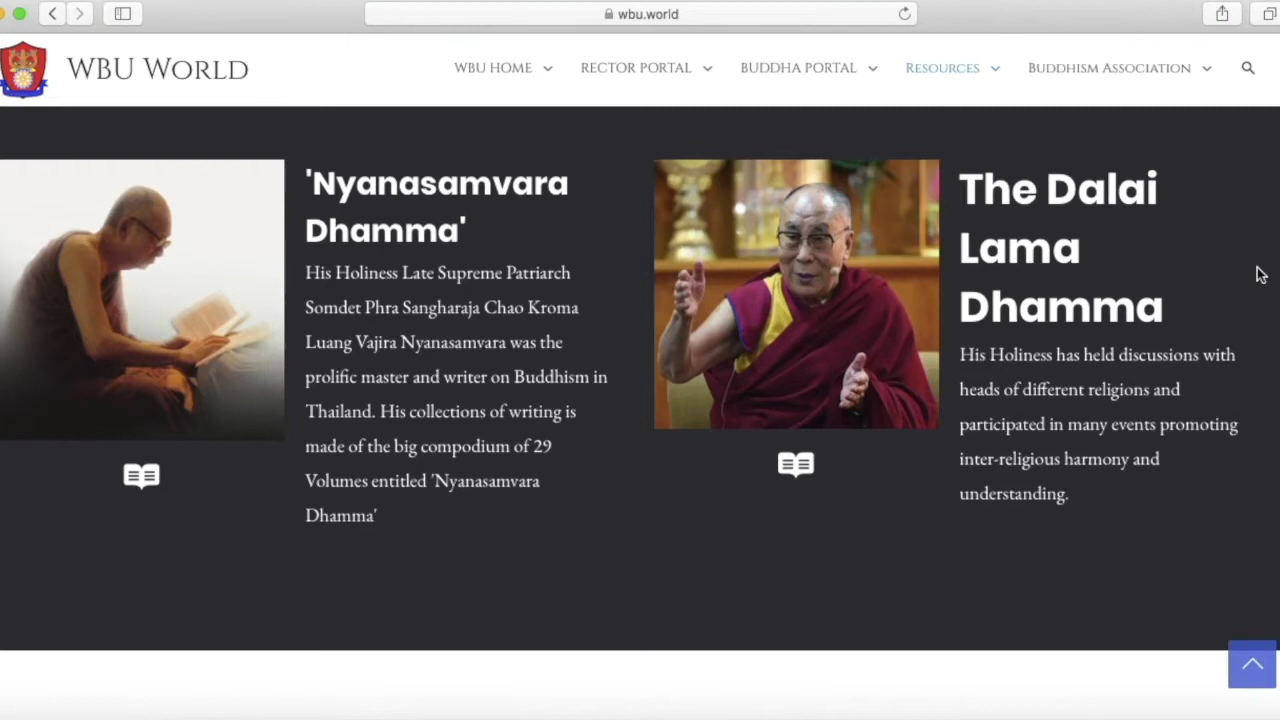 wbu.world
WBU World
WBU HOME
RECTOR PORTAL
BUDDHA PORTAL
Resources
Buddhism Association
'Nyanasamvara
Dhamma'
His Holiness Late Supreme Patriarch
Somdet Phra Sangharaja Chao Kroma
Luang Vajira Nyanasamvara was the
prolific master and writer on Buddhism in
Thailand. His collections of writing is
made of the big compodium of 29
Volumes entitled 'Nyanasamvara
Dhamma'
The Dalai
Lama
Dhamma
His Holiness has held discussions with
heads of different religions and
participated in many events promoting
inter-religious harmony and
understanding.